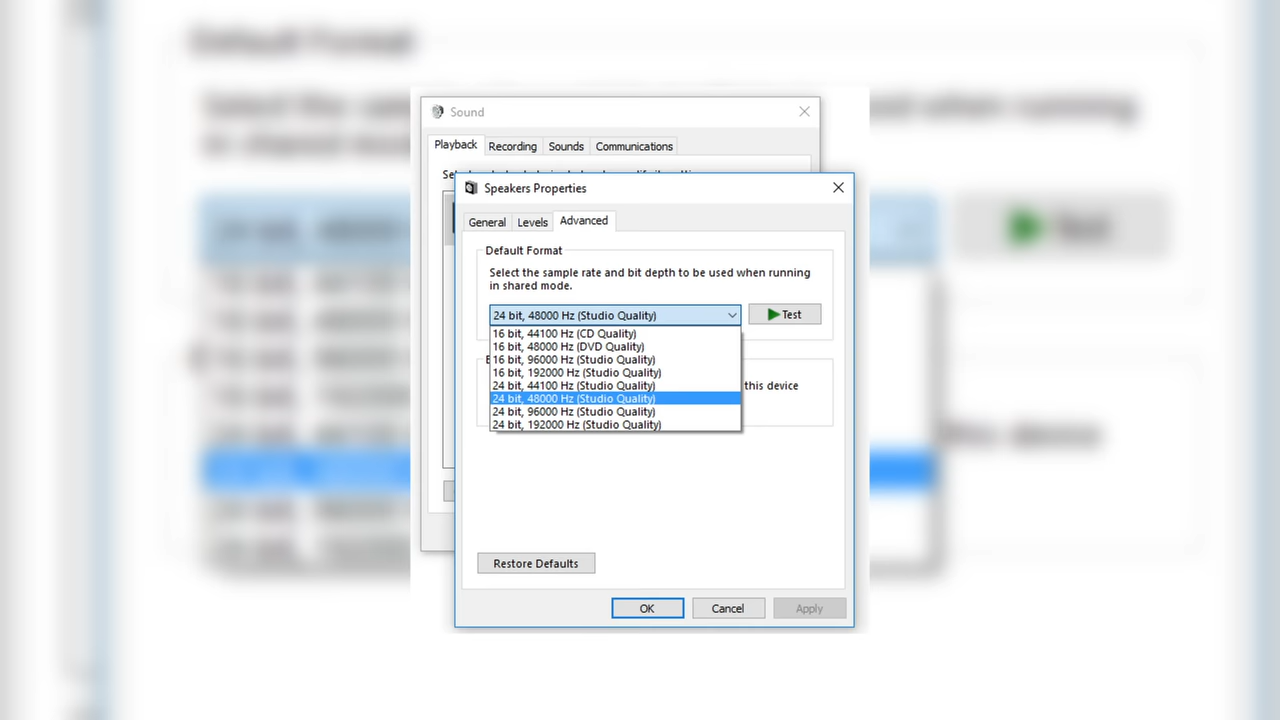 Default Format
Sound
Playback
Recording
Sounds
Communications
Speakers Properties
General
Levels
Advanced
Default Format
Select the sample rate and bit depth to be used when running
in shared mode.
24 bit, 48000 Hz (Studio Quality)
Test
16 bit, 44100 Hz (CD Quality)
16 bit, 48000 Hz (DVD Quality)
16 bit, 96000 Hz (Studio Quality)
16 bit, 192000 Hz (Studio Quality)
24 bit, 44100 Hz (Studio Quality)
24 bit, 48000 Hz (Studio Quality)
24 bit, 96000 Hz (Studio Quality)
24 bit, 192000 Hz (Studio Quality)
this device
Restore Defaults
OK
Cancel
Apply